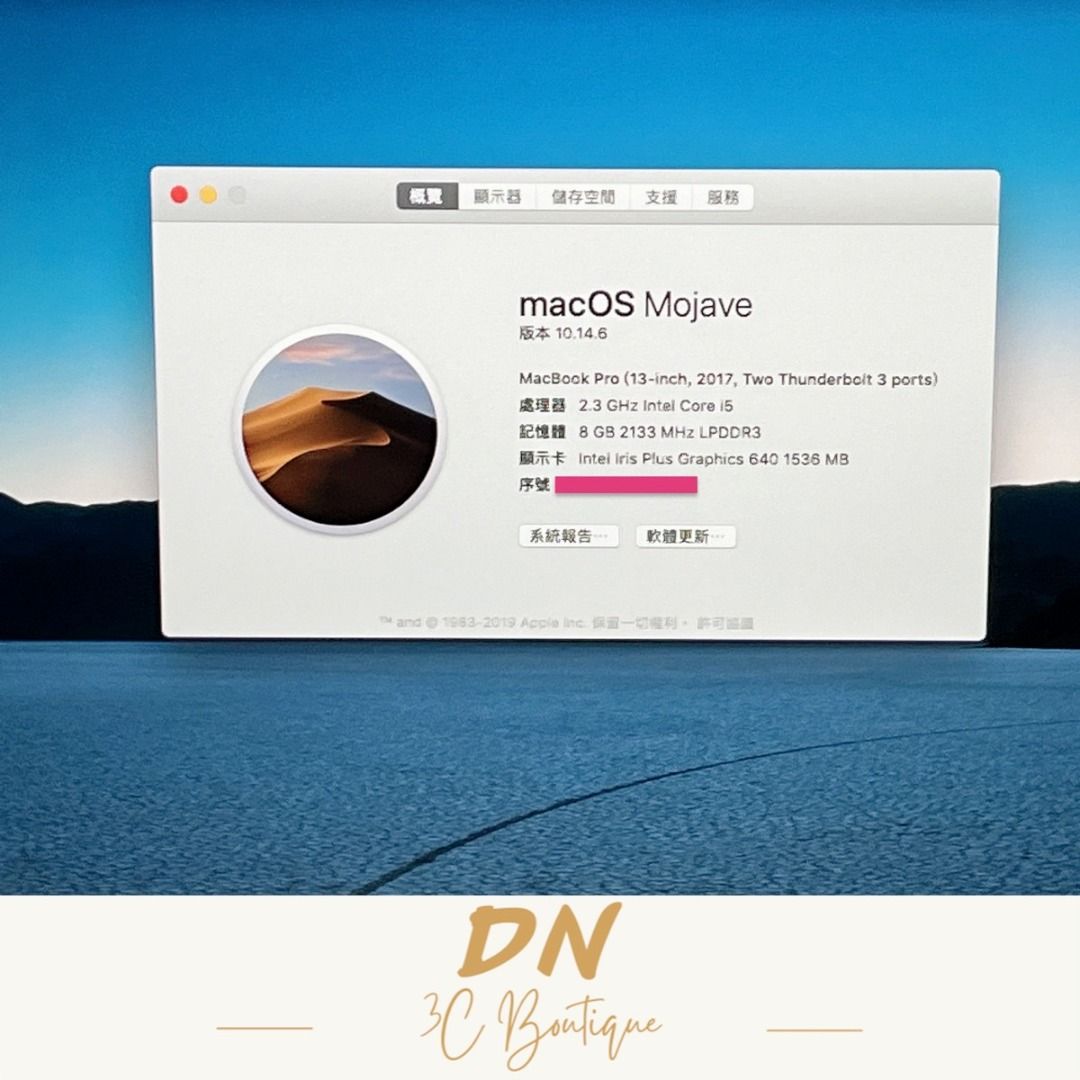 概覽 顯示器 儲存空間 支援 服務
macOS Mojave
版本 10.14.6
MacBook Pro (13-inch, 2017, Two Thunderbolt 3 ports)
處理器 2.3 GHz Intel Core i5
記憶體 8 GB 2133 MHz LPDDR3
顯示卡 Intel Iris Plus Graphics 640 1536 MB
序號
系統報告⋯ 軟體更新⋯
™ and © 1983-2019 Apple Inc. 保留一切權利。 許可協議
DN
3C Boutique